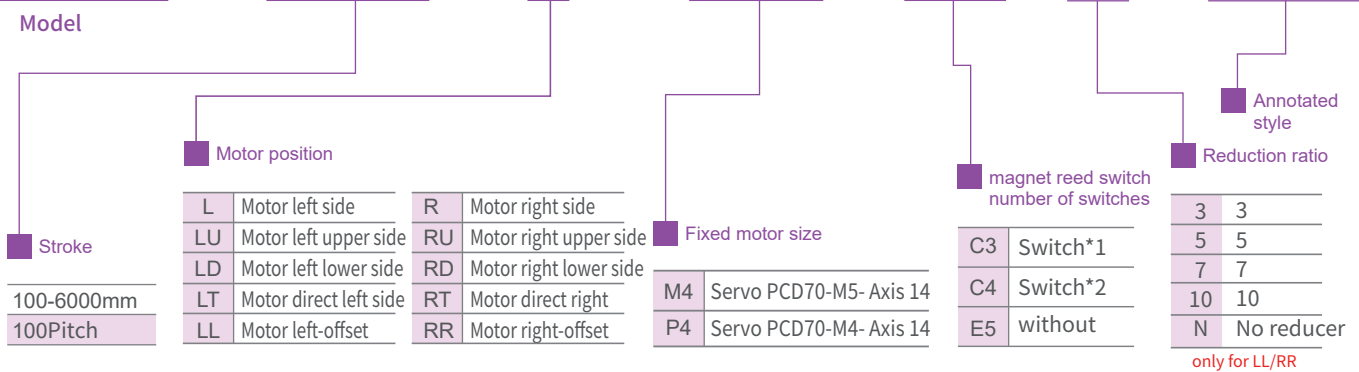 Model
Annotated
style
Motor position
Reduction ratio
magnet reed switch
number of switches
L Motor left side R Motor right side
LU Motor left upper side RU Motor right upper side
LD Motor left lower side RD Motor right lower side
LT Motor direct left side RT Motor direct right
LL Motor left-offset RR Motor right-offset
Stroke
100-6000mm
100Pitch
Fixed motor size
M4 Servo PCD70-M5- Axis 14
P4 Servo PCD70-M4- Axis 14
C3 Switch*1
C4 Switch*2
E5 without
3 3
5 5
7 7
10 10
N No reducer
only for LL/RR